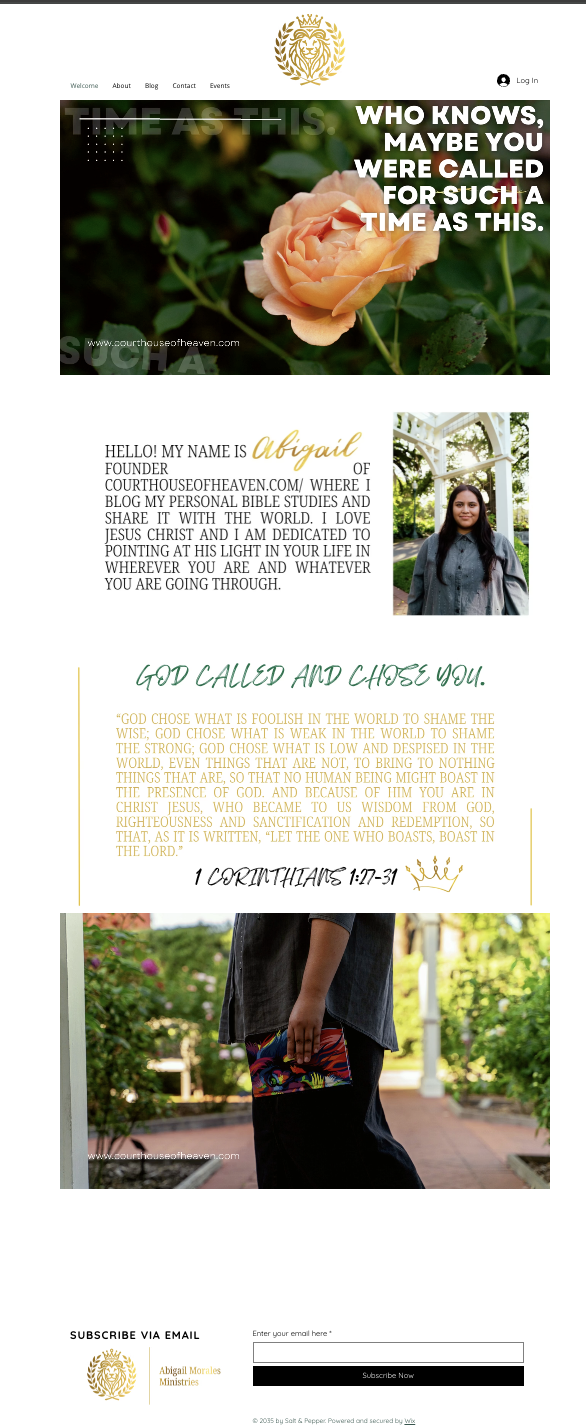 Welcome About Blog Contact Events
Log In
TIME AS THIS.
WHO KNOWS,
MAYBE YOU
WERE CALLED
FOR SUCH A
TIME AS THIS.
SUCH A
www.courthouseofheaven.com
HELLO! MY NAME IS Abigail
FOUNDER OF
COURTHOUSEOFHEAVEN.COM/ WHERE I
BLOG MY PERSONAL BIBLE STUDIES AND
SHARE IT WITH THE WORLD. I LOVE
JESUS CHRIST AND I AM DEDICATED TO
POINTING AT HIS LIGHT IN YOUR LIFE IN
WHEREVER YOU ARE AND WHATEVER
YOU ARE GOING THROUGH.
GOD CALLED AND CHOSE YOU.
“GOD CHOSE WHAT IS FOOLISH IN THE WORLD TO SHAME THE
WISE; GOD CHOSE WHAT IS WEAK IN THE WORLD TO SHAME
THE STRONG; GOD CHOSE WHAT IS LOW AND DESPISED IN THE
WORLD, EVEN THINGS THAT ARE NOT, TO BRING TO NOTHING
THINGS THAT ARE, SO THAT NO HUMAN BEING MIGHT BOAST IN
THE PRESENCE OF GOD. AND BECAUSE OF HIM YOU ARE IN
CHRIST JESUS, WHO BECAME TO US WISDOM FROM GOD,
RIGHTEOUSNESS AND SANCTIFICATION AND REDEMPTION, SO
THAT, AS IT IS WRITTEN, “LET THE ONE WHO BOASTS, BOAST IN
THE LORD.”
1 CORINTHIANS 1:27-31
www.courthouseofheaven.com
SUBSCRIBE VIA EMAIL
Abigail Morales
Ministries
Enter your email here *
Subscribe Now
© 2035 by Salt & Pepper. Powered and secured by Wix